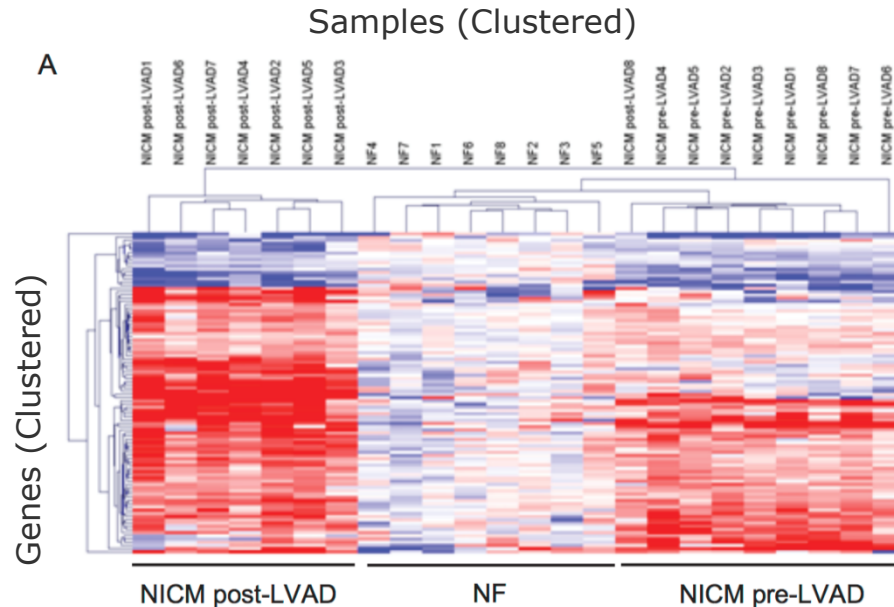 Samples (Clustered)
A
NICM post-LVAD1
NICM post-LVAD6
NICM post-LVAD7
NICM post-LVAD4
NICM post-LVAD2
NICM post-LVAD5
NICM post-LVAD3
NF4
NF7
NF1
NF6
NF8
NF2
NF3
NF5
NICM post-LVAD8
NICM pre-LVAD4
NICM pre-LVAD5
NICM pre-LVAD2
NICM pre-LVAD3
NICM pre-LVAD1
NICM pre-LVAD8
NICM pre-LVAD7
NICM pre-LVAD6
Genes (Clustered)
NICM post-LVAD
NF
NICM pre-LVAD